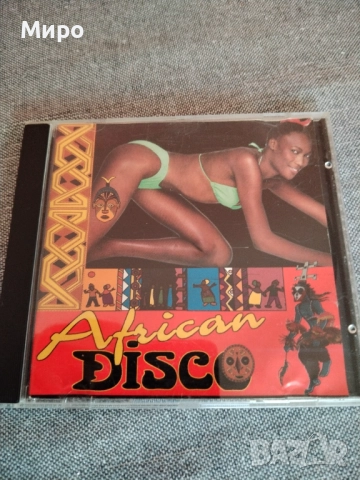 Миро
African
DISCO
BAZAR